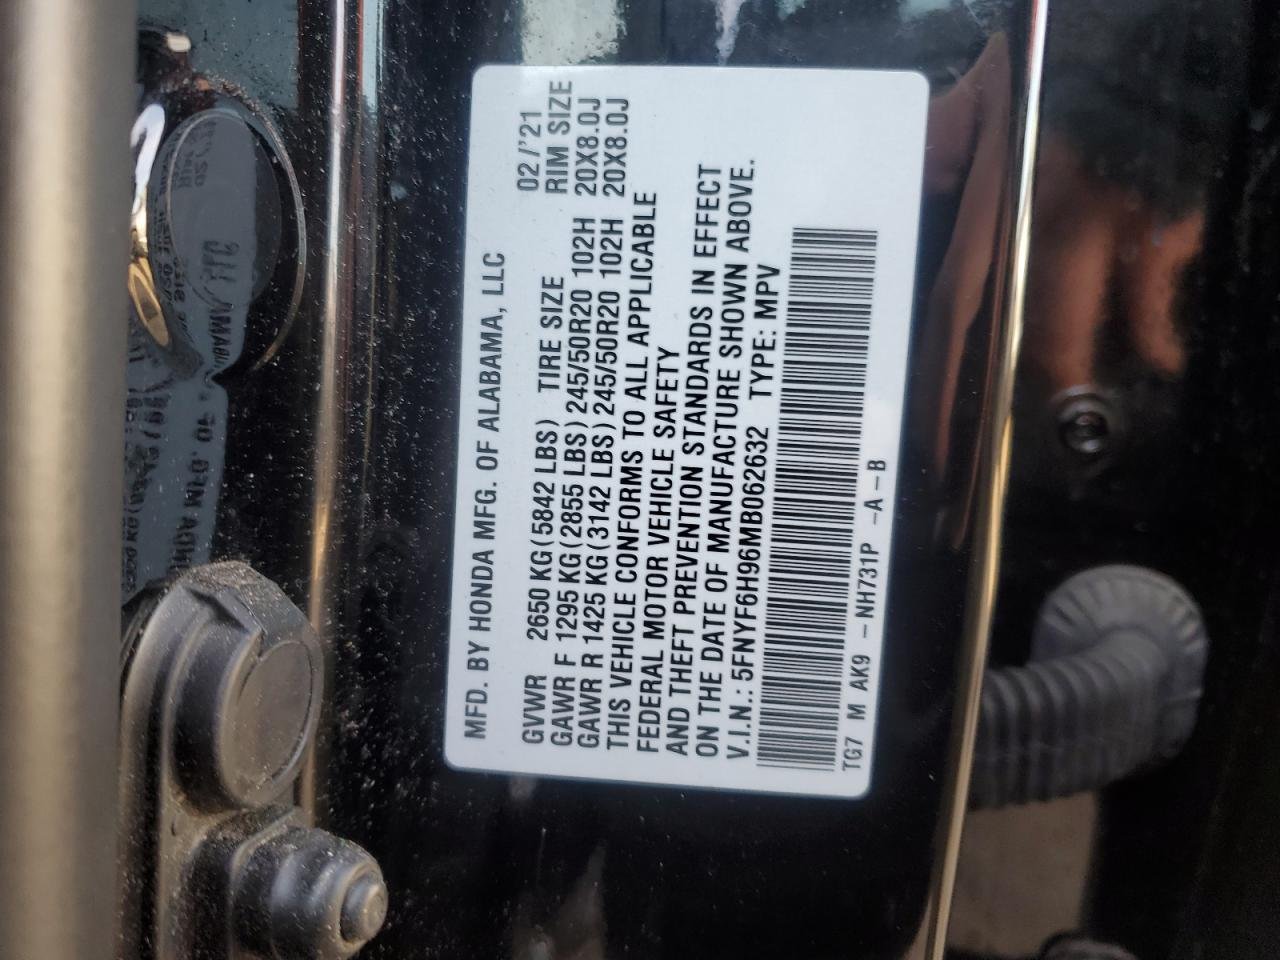 MFD. BY HONDA MFG. OF ALABAMA, LLC
02/'21
GVWR 2650 KG(5842 LBS) TIRE SIZE RIM SIZE
GAWR F 1295 KG(2855 LBS) 245/50R20 102H 20X8.0J
GAWR R 1425 KG(3142 LBS) 245/50R20 102H 20X8.0J
THIS VEHICLE CONFORMS TO ALL APPLICABLE
FEDERAL MOTOR VEHICLE SAFETY
AND THEFT PREVENTION STANDARDS IN EFFECT
ON THE DATE OF MANUFACTURE SHOWN ABOVE.
V.I.N.: 5FNYF6H96MB062632 TYPE: MPV
TG7 M AK9 -NH731P -A-B